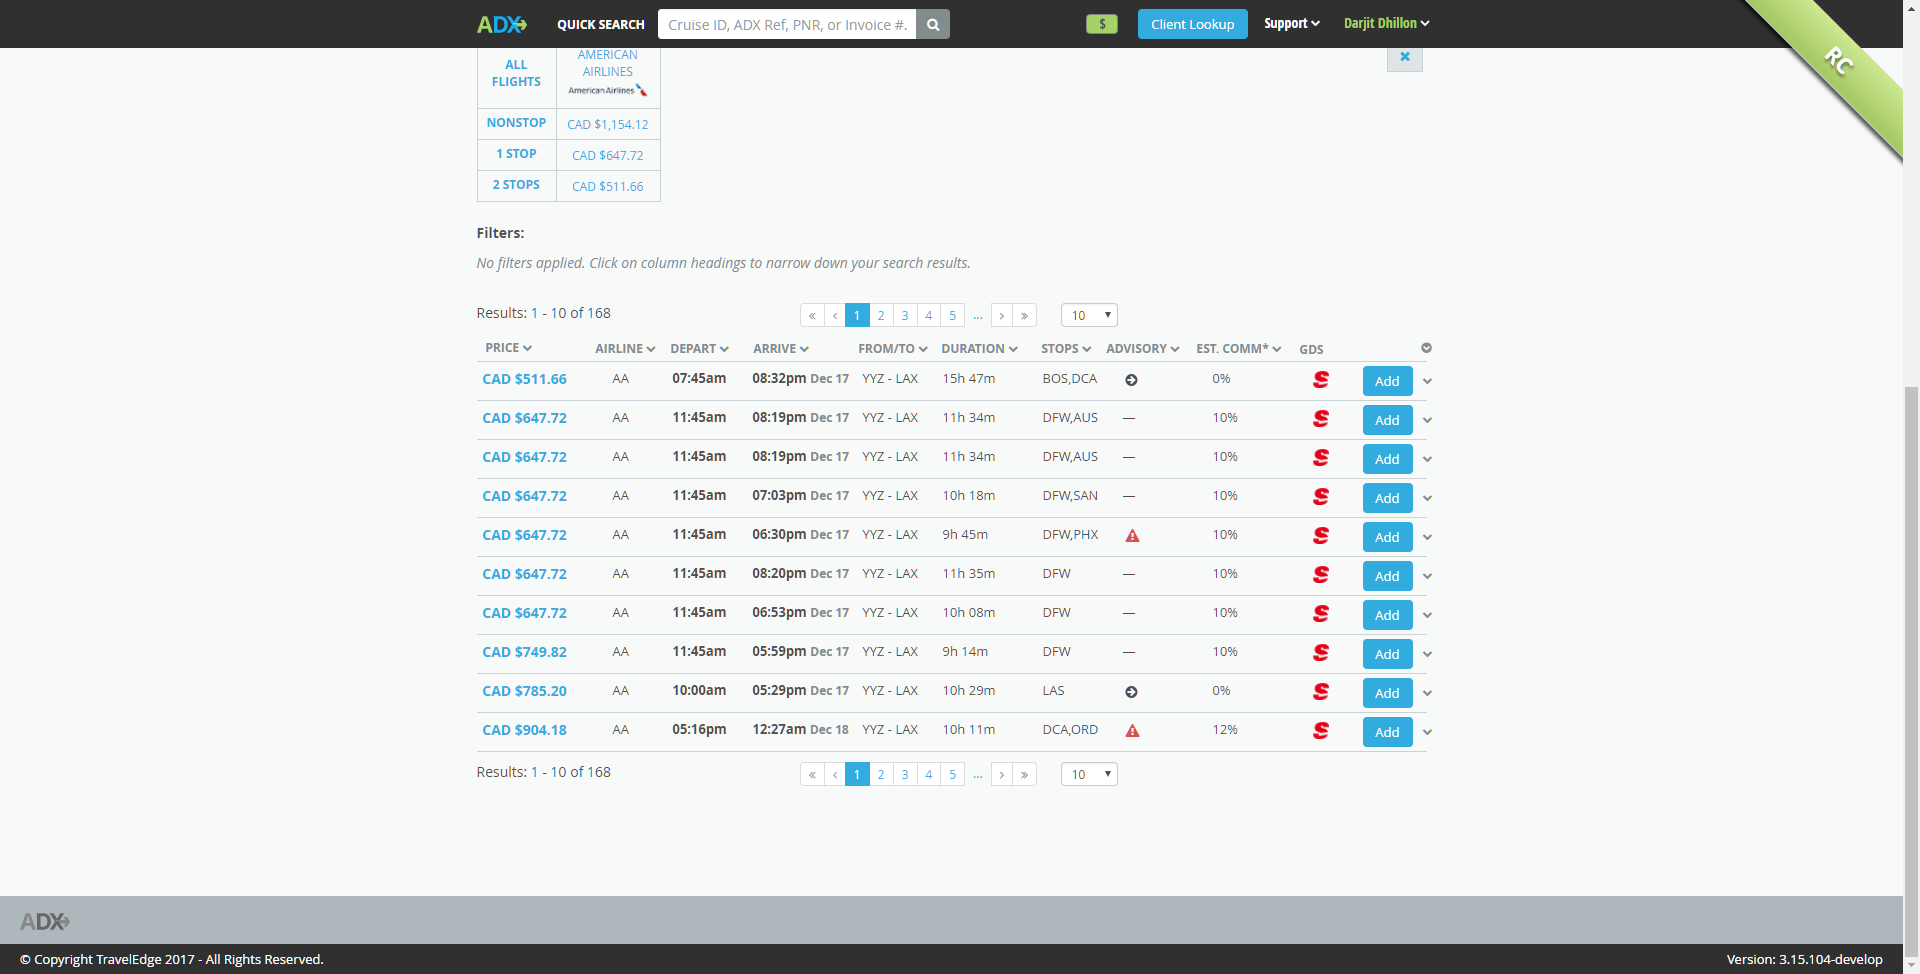 ADX QUICK SEARCH Cruise ID, ADX Ref, PNR, or Invoice #. $ Client Lookup Support Darjit Dhillon
RC
ALL FLIGHTS AMERICAN AIRLINES
American Airlines
NONSTOP CAD $1,154.12
1 STOP CAD $647.72
2 STOPS CAD $511.66
Filters:
No filters applied. Click on column headings to narrow down your search results.
Results: 1 - 10 of 168 « ‹ 1 2 3 4 5 ... › » 10
PRICE AIRLINE DEPART ARRIVE FROM/TO DURATION STOPS ADVISORY EST. COMM* GDS
CAD $511.66 AA 07:45am 08:32pm Dec 17 YYZ - LAX 15h 47m BOS,DCA 0% S Add
CAD $647.72 AA 11:45am 08:19pm Dec 17 YYZ - LAX 11h 34m DFW,AUS — 10% S Add
CAD $647.72 AA 11:45am 08:19pm Dec 17 YYZ - LAX 11h 34m DFW,AUS — 10% S Add
CAD $647.72 AA 11:45am 07:03pm Dec 17 YYZ - LAX 10h 18m DFW,SAN — 10% S Add
CAD $647.72 AA 11:45am 06:30pm Dec 17 YYZ - LAX 9h 45m DFW,PHX 10% S Add
CAD $647.72 AA 11:45am 08:20pm Dec 17 YYZ - LAX 11h 35m DFW — 10% S Add
CAD $647.72 AA 11:45am 06:53pm Dec 17 YYZ - LAX 10h 08m DFW — 10% S Add
CAD $749.82 AA 11:45am 05:59pm Dec 17 YYZ - LAX 9h 14m DFW — 10% S Add
CAD $785.20 AA 10:00am 05:29pm Dec 17 YYZ - LAX 10h 29m LAS 0% S Add
CAD $904.18 AA 05:16pm 12:27am Dec 18 YYZ - LAX 10h 11m DCA,ORD 12% S Add
Results: 1 - 10 of 168 « ‹ 1 2 3 4 5 ... › » 10
ADX
© Copyright TravelEdge 2017 - All Rights Reserved. Version: 3.15.104-develop